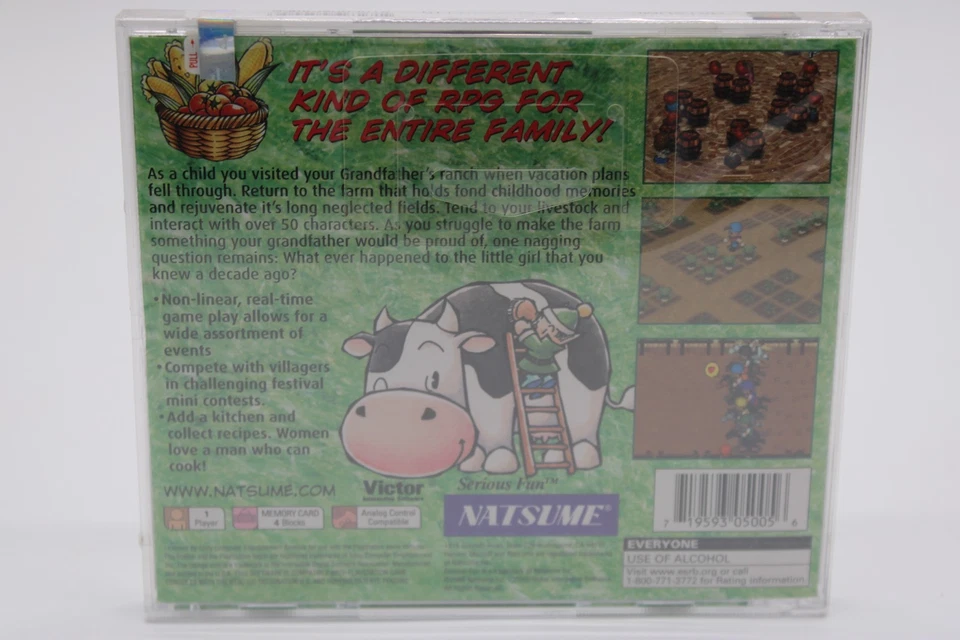 PULL
IT'S A DIFFERENT
KIND OF RPG FOR
THE ENTIRE FAMILY!
As a child you visited your Grandfather's ranch when vacation plans
fell through. Return to the farm that holds fond childhood memories
and rejuvenate it's long neglected fields. Tend to your livestock and
interact with over 50 characters. As you struggle to make the farm
something your grandfather would be proud of, one nagging
question remains: What ever happened to the little girl that you
knew a decade ago?
•Non-linear, real-time
game play allows for a
wide assortment of
events
•Compete with villagers
in challenging festival
mini contests.
•Add a kitchen and
collect recipes. Women
love a man who can
cook!
WWW.NATSUME.COM
Victor
Interactive Software
Serious Fun™
NATSUME®
1
Player
MEMORY CARD
4 Blocks
Analog Control
Compatible
7 19593 05005 6
EVERYONE
USE OF ALCOHOL
Visit www.esrb.org or call
1-800-771-3772 for Rating information.